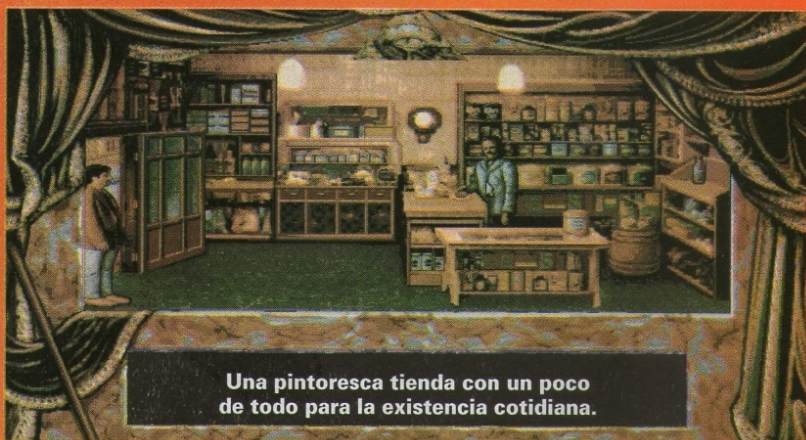 Una pintoresca tienda con un poco
de todo para la existencia cotidiana.